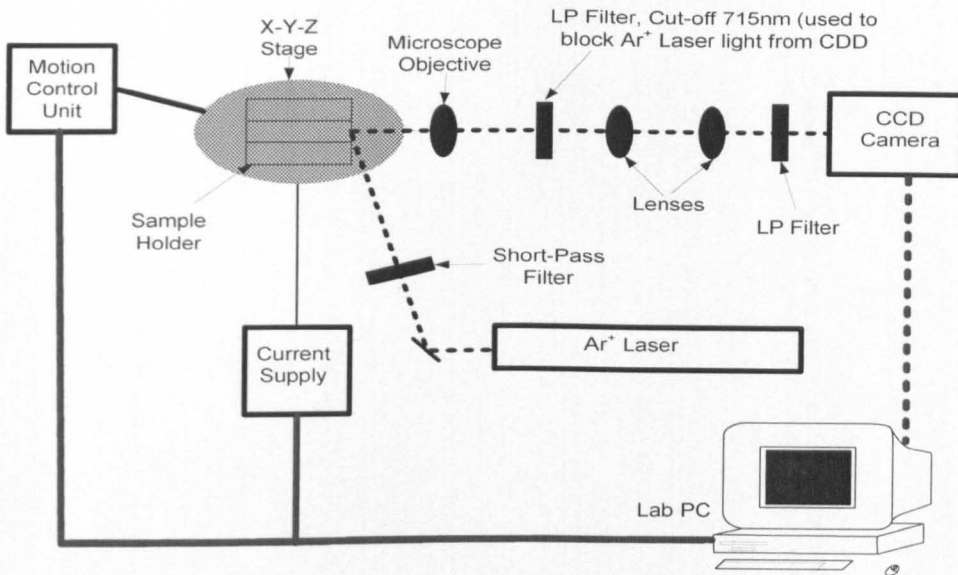 X-Y-Z
Stage
Microscope
Objective
LP Filter, Cut-off 715nm (used to
block Ar⁺ Laser light from CDD
Motion
Control
Unit
CCD
Camera
Sample
Holder
Lenses
LP Filter
Short-Pass
Filter
Current
Supply
Ar⁺ Laser
Lab PC